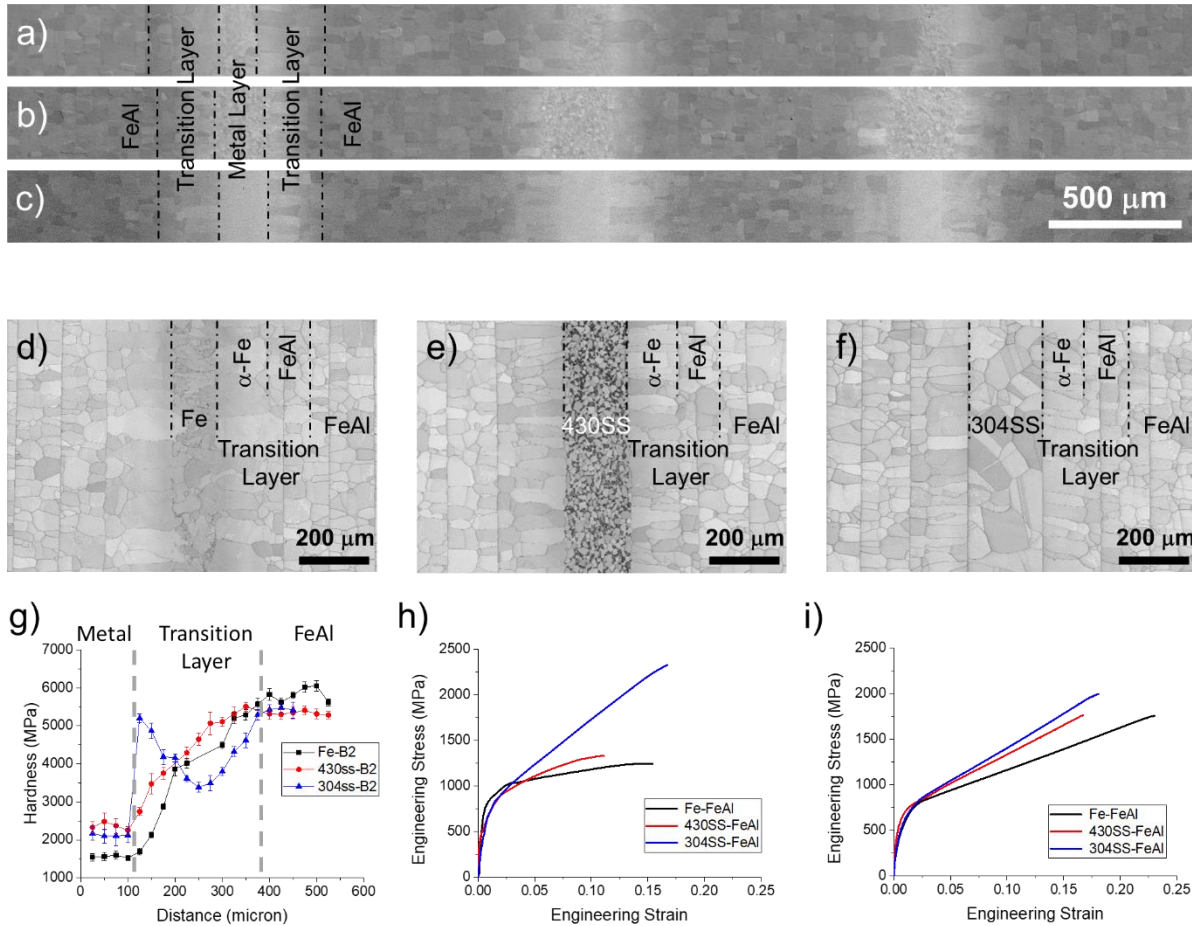 a)
b)
c)
FeAl
Transition Layer
Metal Layer
Transition Layer
FeAl
500 μm
d)
Fe
α-Fe
FeAl
Transition
Layer
FeAl
200 μm
e)
430SS
α-Fe
FeAl
Transition
Layer
FeAl
200 μm
f)
304SS
α-Fe
FeAl
Transition
Layer
FeAl
200 μm
g)
Metal
Transition
Layer
FeAl
Hardness (MPa)
7000
6000
5000
4000
3000
2000
1000
Fe-B2
430ss-B2
304ss-B2
0 100 200 300 400 500 600
Distance (micron)
h)
Engineering Stress (MPa)
2500
2000
1500
1000
500
0
Fe-FeAl
430SS-FeAl
304SS-FeAl
0.00 0.05 0.10 0.15 0.20 0.25
Engineering Strain
i)
Engineering Stress (MPa)
2500
2000
1500
1000
500
0
Fe-FeAl
430SS-FeAl
304SS-FeAl
0.00 0.05 0.10 0.15 0.20 0.25
Engineering Strain